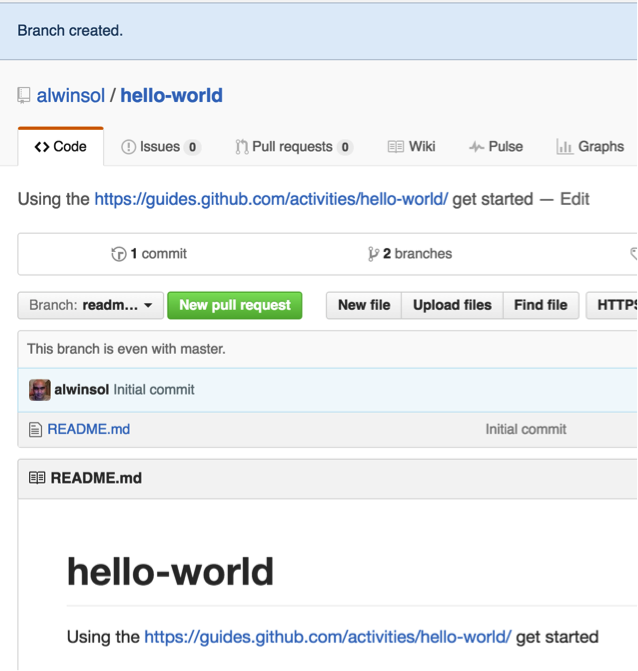 Branch created.
alwinsol / hello-world
Code Issues 0 Pull requests 0 Wiki Pulse Graphs
Using the https://guides.github.com/activities/hello-world/ get started — Edit
1 commit 2 branches
Branch: readm... New pull request New file Upload files Find file HTTPS
This branch is even with master.
alwinsol Initial commit
README.md Initial commit
README.md
hello-world
Using the https://guides.github.com/activities/hello-world/ get started